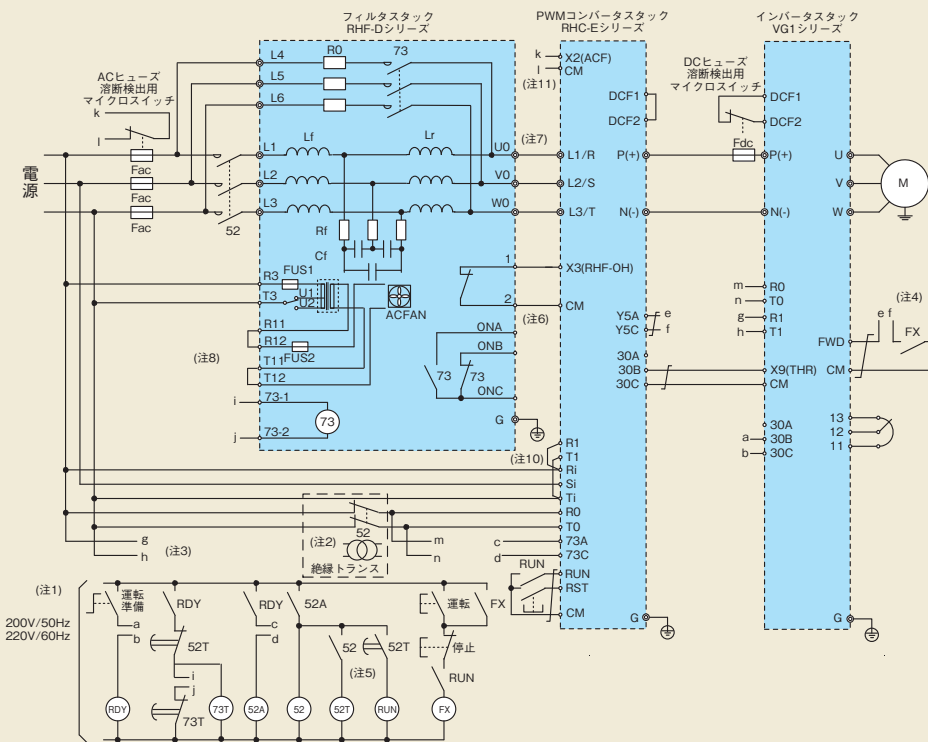 フィルタスタック
RHF-Dシリーズ
PWMコンバータスタック
RHC-Eシリーズ
インバータスタック
VG1シリーズ
L4
R0
73
L5
L6
ACヒューズ
溶断検出用
マイクロスイッチ
k
l
Fac
Fac
Fac
電源
52
L1
L2
L3
Lf
Lr
U0
V0
W0
(注7)
Rf
Cf
R3
FUS1
T3
U1
U2
ACFAN
R11
R12
FUS2
T11
T12
(注8)
i
73-1
73
j
73-2
1
2
(注6)
ONA
ONB
ONC
73
73
G
k
l
X2(ACF)
CM
(注11)
DCF1
DCF2
L1/R
L2/S
L3/T
P(+)
N(-)
X3(RHF-OH)
CM
Y5A
Y5C
e
f
30A
30B
30C
(注10)
R1
T1
Ri
Si
Ti
R0
T0
c
73A
d
73C
RUN
RUN
RST
CM
G
DCヒューズ
溶断検出用
マイクロスイッチ
Fdc
DCF1
DCF2
P(+)
N(-)
U
V
W
M
m
R0
n
T0
g
R1
h
T1
(注4)
e f
FX
FWD
CM
X9(THR)
CM
30A
a
30B
b
30C
13
12
11
G
g
h
(注3)
(注2)
52
絶縁トランス
m
n
(注1)
200V/50Hz
220V/60Hz
運転
準備
a
b
RDY
RDY
52T
i
j
73T
73T
RDY
c
d
52A
52A
52
52
(注5)
52T
52T
RUN
運転
FX
停止
RUN
FX